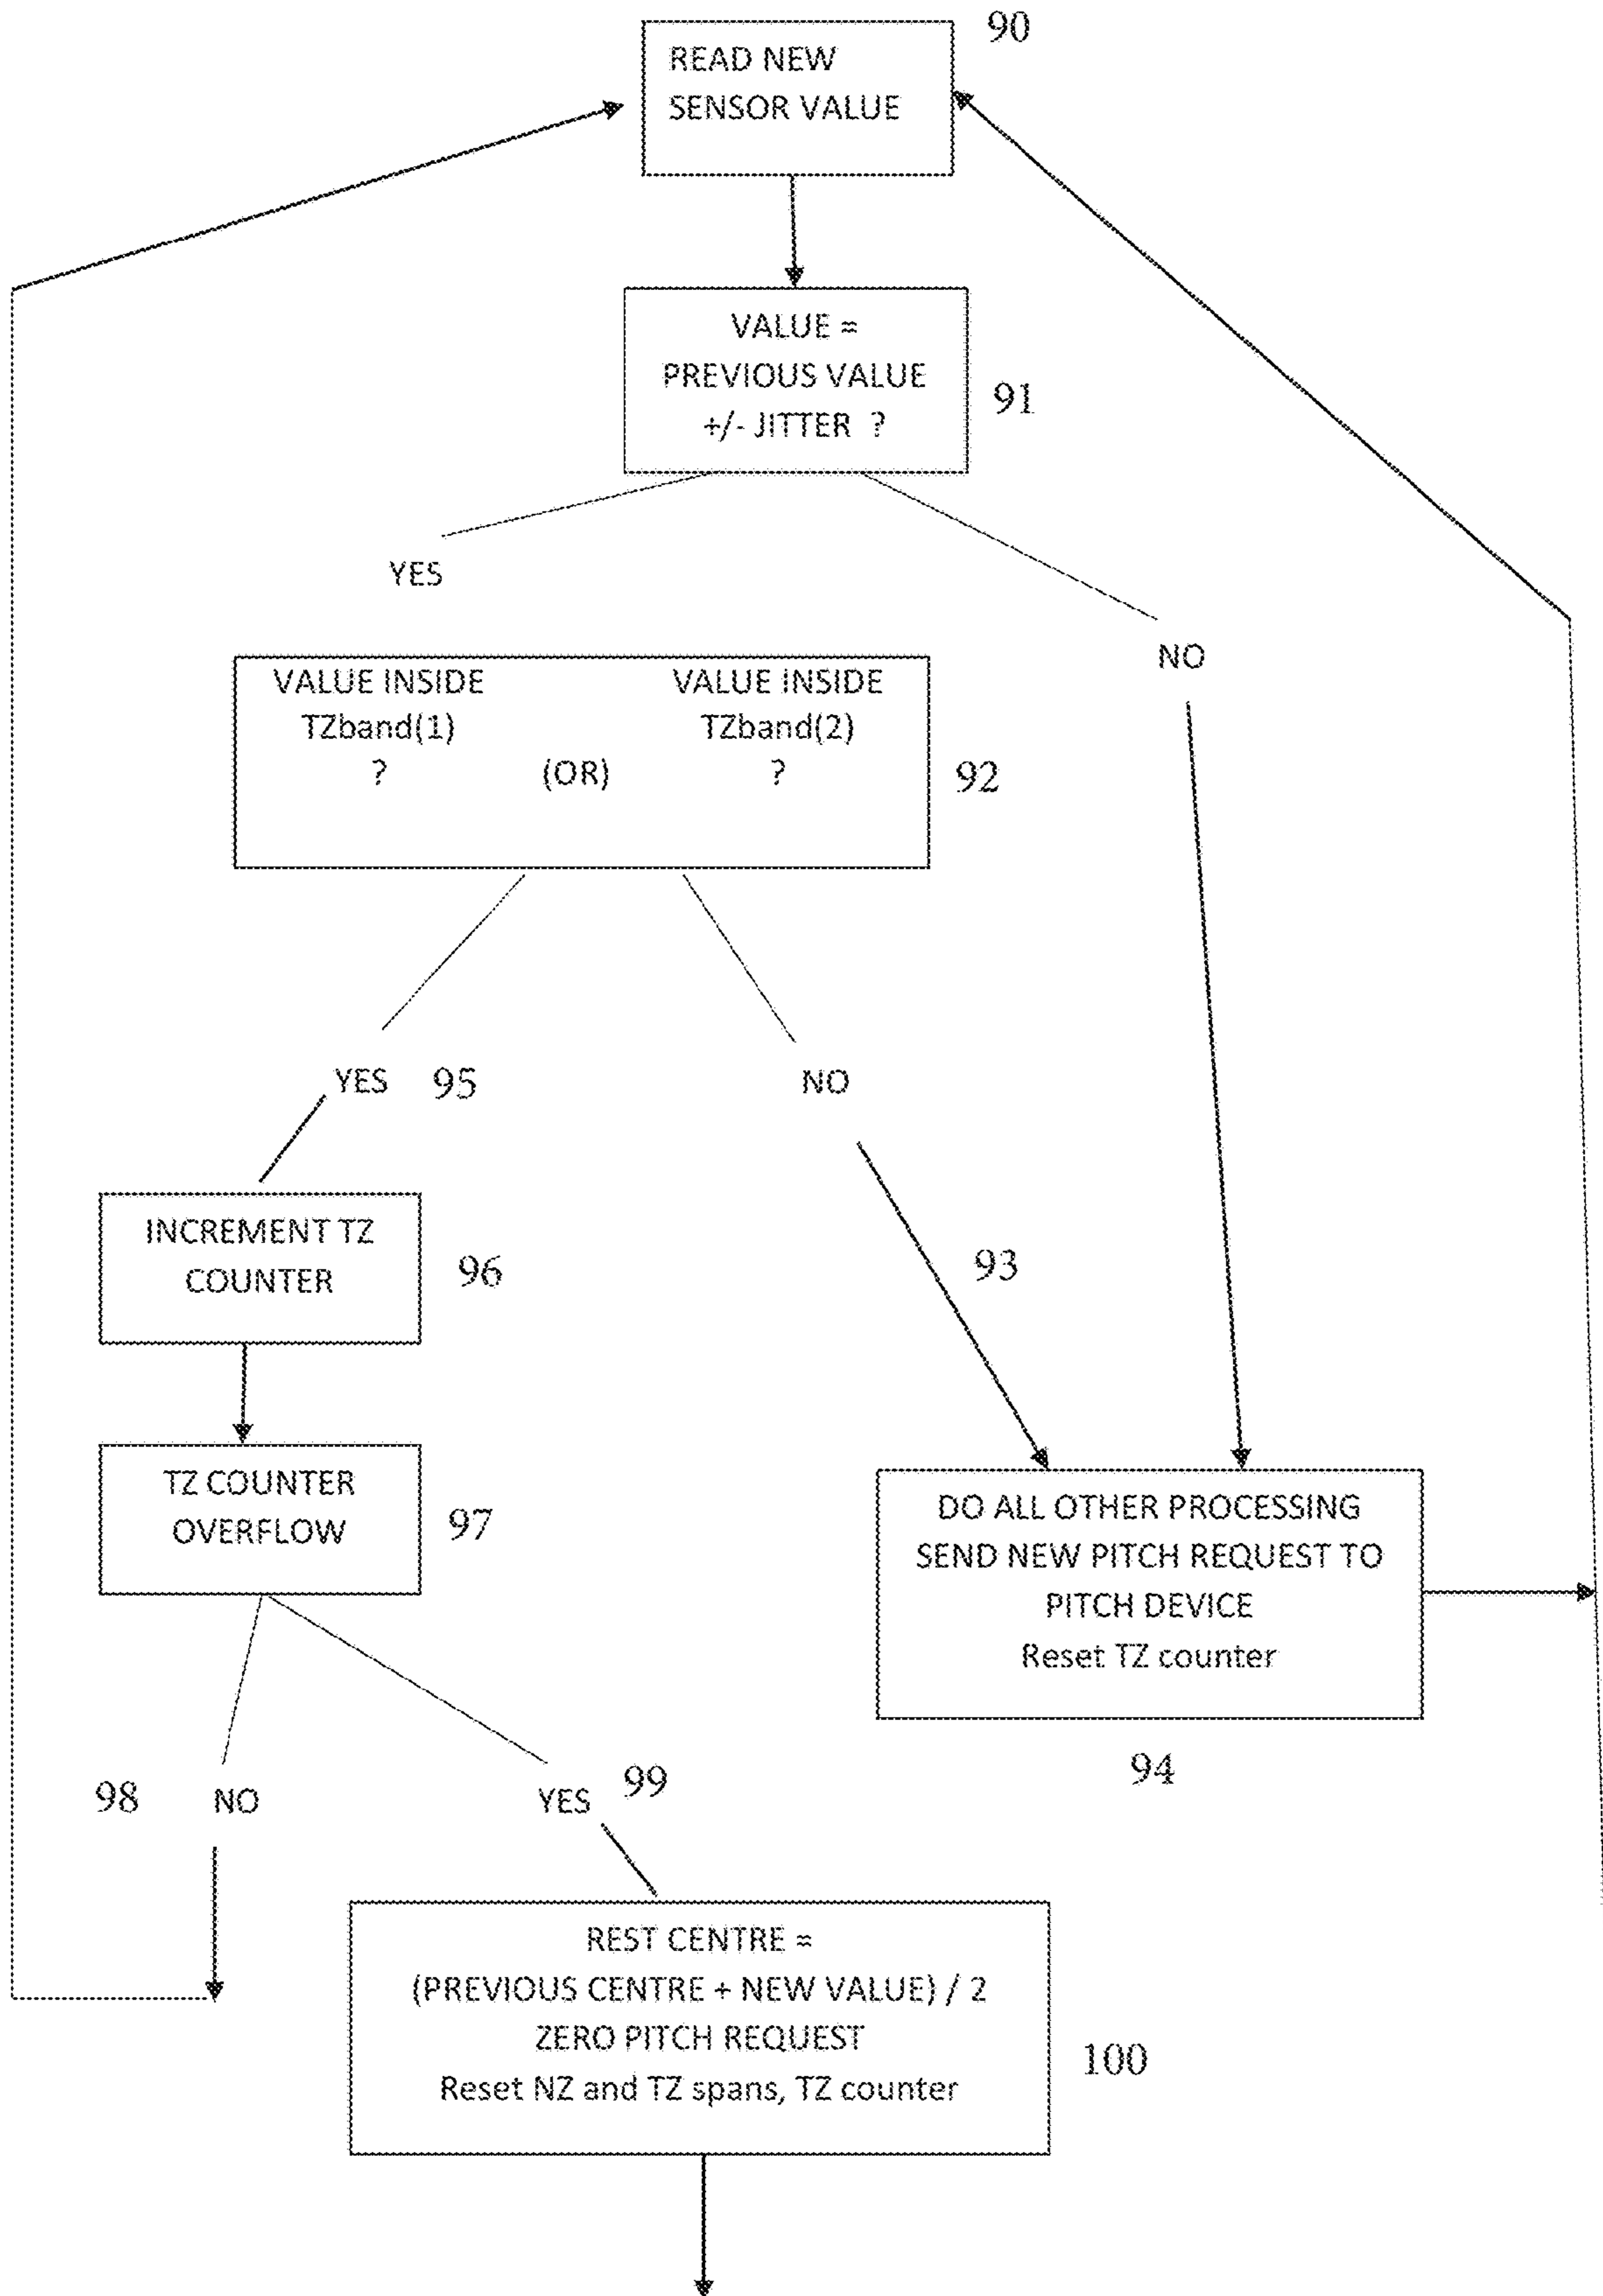 90
READ NEW
SENSOR VALUE
VALUE =
PREVIOUS VALUE
+/- JITTER ?
91
YES
NO
VALUE INSIDE VALUE INSIDE
TZband(1) TZband(2)
? (OR) ?
92
YES 95
NO
INCREMENT TZ
COUNTER
96
93
TZ COUNTER
OVERFLOW
97
DO ALL OTHER PROCESSING
SEND NEW PITCH REQUEST TO
PITCH DEVICE
Reset TZ counter
94
98 NO
YES 99
REST CENTRE =
(PREVIOUS CENTRE + NEW VALUE) / 2
ZERO PITCH REQUEST
Reset NZ and TZ spans, TZ counter
100